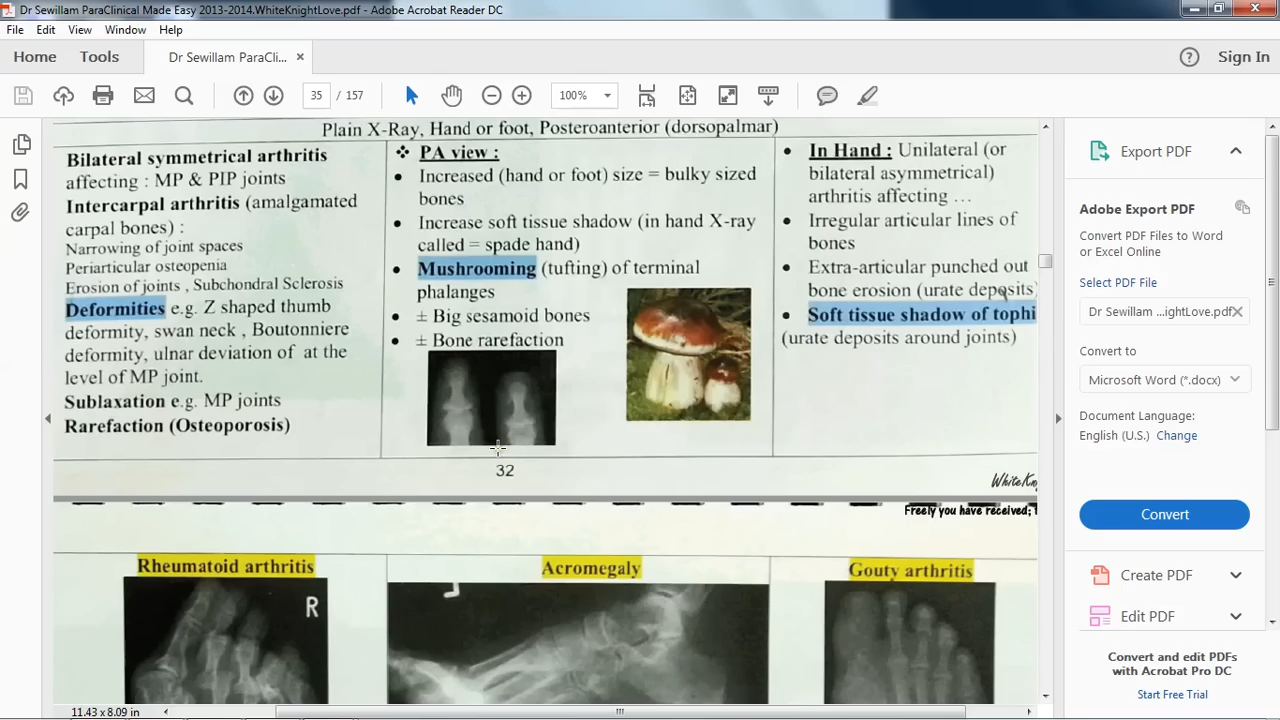 Dr Sewillam ParaClinical Made Easy 2013-2014.WhiteKnightLove.pdf - Adobe Acrobat Reader DC
File Edit View Window Help
Home Tools Dr Sewillam ParaCli... × Sign In
35 / 157 100%
Plain X-Ray, Hand or foot, Posteroanterior (dorsopalmar)
Bilateral symmetrical arthritis
affecting : MP & PIP joints
Intercarpal arthritis (amalgamated
carpal bones) :
Narrowing of joint spaces
Periarticular osteopenia
Erosion of joints , Subchondral Sclerosis
Deformities e.g. Z shaped thumb
deformity, swan neck , Boutonniere
deformity, ulnar deviation of at the
level of MP joint.
Sublaxation e.g. MP joints
Rarefaction (Osteoporosis)
❖ PA view :
• Increased (hand or foot) size = bulky sized
bones
• Increase soft tissue shadow (in hand X-ray
called = spade hand)
• Mushrooming (tufting) of terminal
phalanges
• ± Big sesamoid bones
• ± Bone rarefaction
• In Hand : Unilateral (or
bilateral asymmetrical)
arthritis affecting …
• Irregular articular lines of
bones
• Extra-articular punched out
bone erosion (urate deposits)
• Soft tissue shadow of tophi
(urate deposits around joints)
32
Freely you have received;
Rheumatoid arthritis
R
Acromegaly
Gouty arthritis
11.43 x 8.09 in
Export PDF
Adobe Export PDF
Convert PDF Files to Word
or Excel Online
Select PDF File
Dr Sewillam ...ightLove.pdf
Convert to
Microsoft Word (*.docx)
Document Language:
English (U.S.) Change
Convert
Create PDF
Edit PDF
Convert and edit PDFs
with Acrobat Pro DC
Start Free Trial